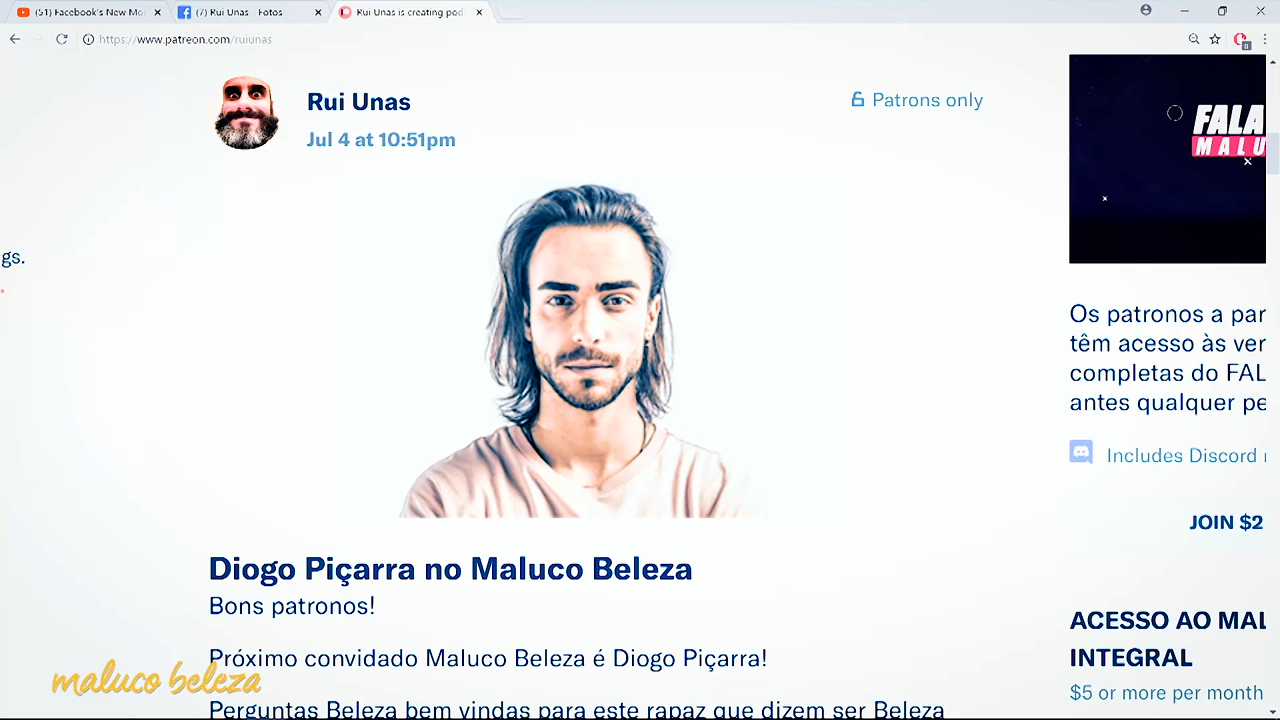 (51) Facebook's New Mo
(7) Rui Unas - Fotos
Rui Unas is creating pod
https://www.patreon.com/ruiunas
Rui Unas
Jul 4 at 10:51pm
Patrons only
FALA
MALU
gs.
Os patronos a par
têm acesso às ver
completas do FAL
antes qualquer pe
Includes Discord
JOIN $2
Diogo Piçarra no Maluco Beleza
Bons patronos!
Próximo convidado Maluco Beleza é Diogo Piçarra!
Perguntas Beleza bem vindas para este rapaz que dizem ser Beleza
ACESSO AO MAL
INTEGRAL
$5 or more per month
maluco beleza